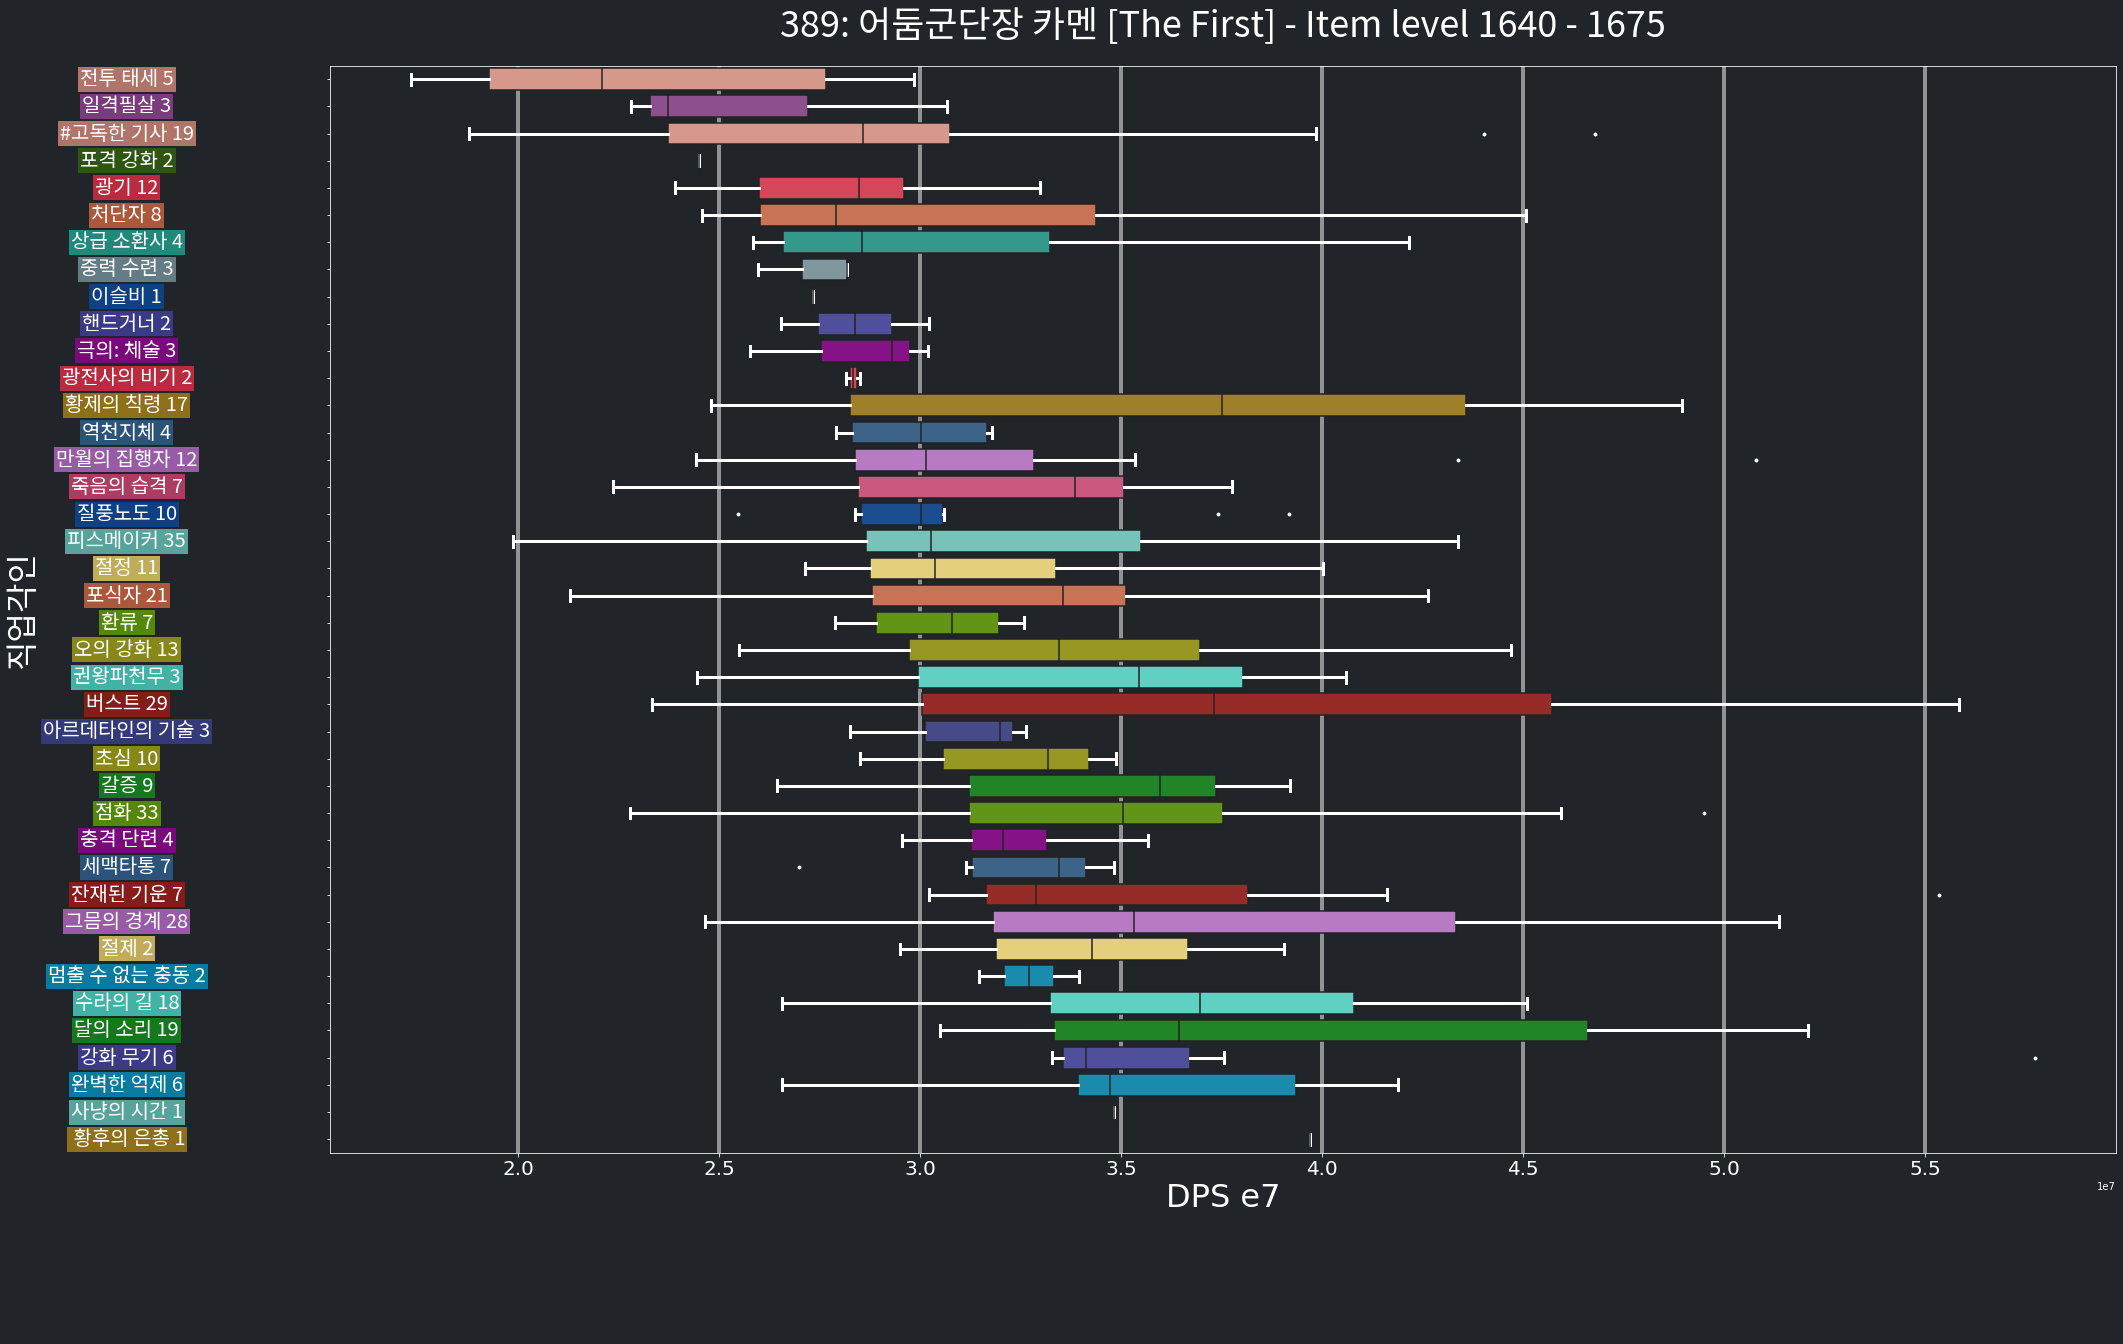 389: 어둠군단장 카멘 [The First] - Item level 1640 - 1675
전투 태세 5
일격필살 3
#고독한 기사 19
포격 강화 2
광기 12
처단자 8
상급 소환사 4
중력 수련 3
이슬비 1
핸드거너 2
극의: 체술 3
광전사의 비기 2
황제의 칙령 17
역천지체 4
만월의 집행자 12
죽음의 습격 7
질풍노도 10
피스메이커 35
절정 11
포식자 21
환류 7
오의 강화 13
권왕파천무 3
버스트 29
아르데타인의 기술 3
초심 10
갈증 9
점화 33
충격 단련 4
세맥타통 7
잔재된 기운 7
그믐의 경계 28
절제 2
멈출 수 없는 충동 2
수라의 길 18
달의 소리 19
강화 무기 6
완벽한 억제 6
사냥의 시간 1
황후의 은총 1
직업각인
2.0 2.5 3.0 3.5 4.0 4.5 5.0 5.5
1e7
DPS e7